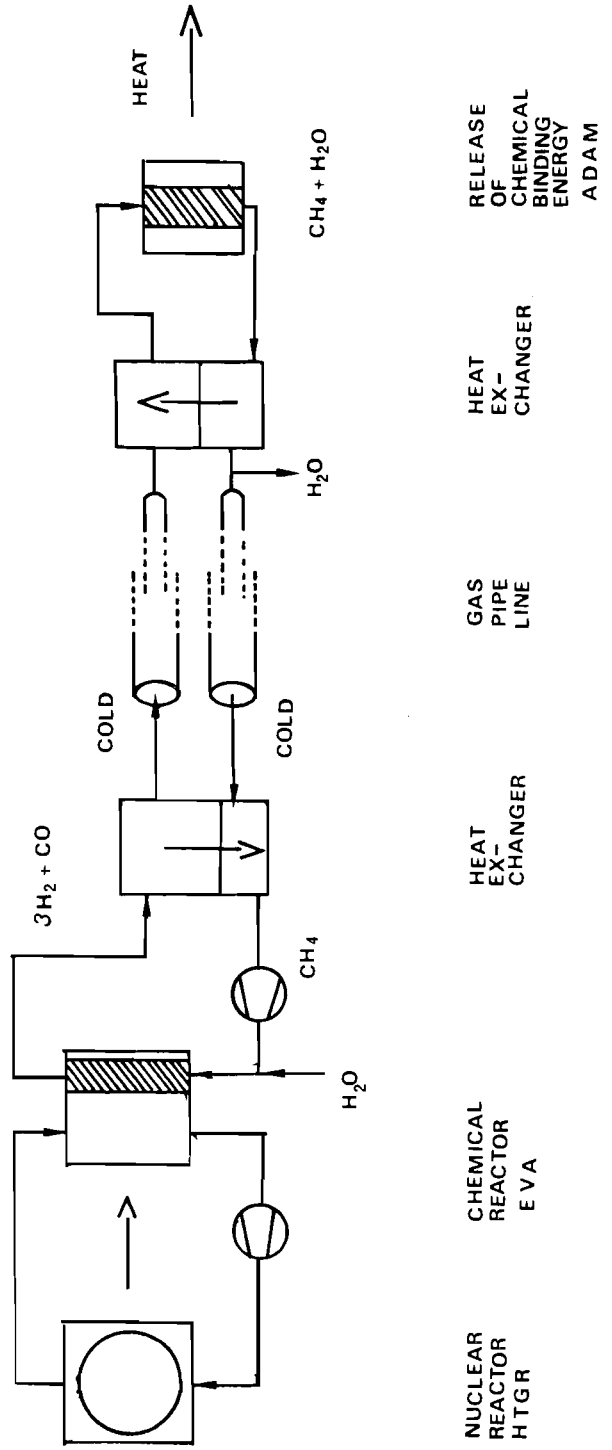 HEAT
CH₄ + H₂O
H₂O
COLD
COLD
3H₂ + CO
CH₄
H₂O
NUCLEAR
REACTOR
HTGR
CHEMICAL
REACTOR
EVA
HEAT
EX-
CHANGER
GAS
PIPE
LINE
HEAT
EX-
CHANGER
RELEASE
OF
CHEMICAL
BINDING
ENERGY
ADAM